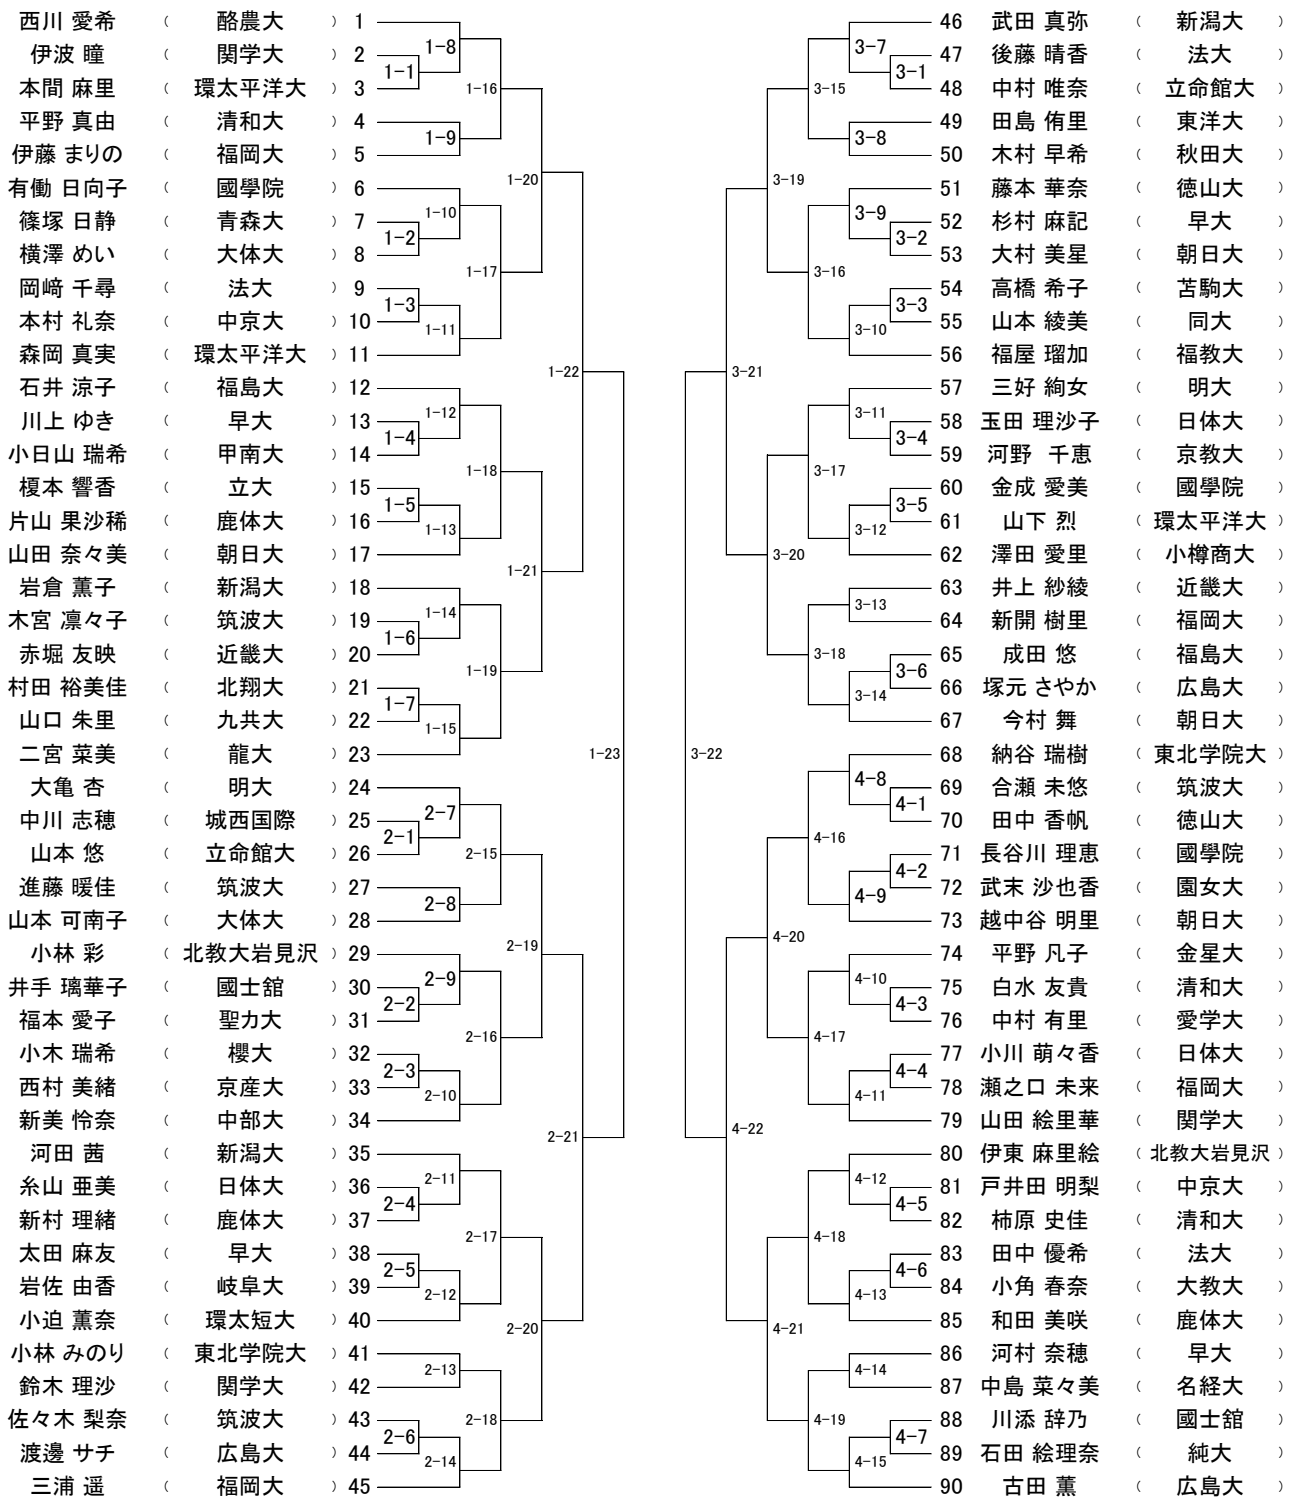 西川 愛希 （ 酪農大 ） 1
伊波 瞳 （ 関学大 ） 2
本間 麻里 （ 環太平洋大 ） 3
平野 真由 （ 清和大 ） 4
伊藤 まりの （ 福岡大 ） 5
有働 日向子 （ 國學院 ） 6
篠塚 日静 （ 青森大 ） 7
横澤 めい （ 大体大 ） 8
岡﨑 千尋 （ 法大 ） 9
本村 礼奈 （ 中京大 ） 10
森岡 真実 （ 環太平洋大 ） 11
石井 涼子 （ 福島大 ） 12
川上 ゆき （ 早大 ） 13
小日山 瑞希 （ 甲南大 ） 14
榎本 響香 （ 立大 ） 15
片山 果沙稀 （ 鹿体大 ） 16
山田 奈々美 （ 朝日大 ） 17
岩倉 薫子 （ 新潟大 ） 18
木宮 凛々子 （ 筑波大 ） 19
赤堀 友映 （ 近畿大 ） 20
村田 裕美佳 （ 北翔大 ） 21
山口 朱里 （ 九共大 ） 22
二宮 菜美 （ 龍大 ） 23
大亀 杏 （ 明大 ） 24
中川 志穂 （ 城西国際 ） 25
山本 悠 （ 立命館大 ） 26
進藤 暖佳 （ 筑波大 ） 27
山本 可南子 （ 大体大 ） 28
小林 彩 （ 北教大岩見沢 ） 29
井手 璃華子 （ 國士舘 ） 30
福本 愛子 （ 聖力大 ） 31
小木 瑞希 （ 櫻大 ） 32
西村 美緒 （ 京産大 ） 33
新美 怜奈 （ 中部大 ） 34
河田 茜 （ 新潟大 ） 35
糸山 亜美 （ 日体大 ） 36
新村 理緒 （ 鹿体大 ） 37
太田 麻友 （ 早大 ） 38
岩佐 由香 （ 岐阜大 ） 39
小迫 薫奈 （ 環太短大 ） 40
小林 みのり （ 東北学院大 ） 41
鈴木 理沙 （ 関学大 ） 42
佐々木 梨奈 （ 筑波大 ） 43
渡邊 サチ （ 広島大 ） 44
三浦 遥 （ 福岡大 ） 45
1-1
1-2
1-3
1-4
1-5
1-6
1-7
2-1
2-2
2-3
2-4
2-5
2-6
1-8
1-9
1-10
1-11
1-12
1-13
1-14
1-15
2-7
2-8
2-9
2-10
2-11
2-12
2-13
2-14
1-16
1-17
1-18
1-19
2-15
2-16
2-17
2-18
1-20
1-21
2-19
2-20
1-22
2-21
1-23
3-22
3-21
4-22
3-19
3-20
4-20
4-21
3-15
3-16
3-17
3-18
4-16
4-17
4-18
4-19
3-7
3-8
3-9
3-10
3-11
3-12
3-13
3-14
4-8
4-9
4-10
4-11
4-12
4-13
4-14
4-15
3-1
3-2
3-3
3-4
3-5
3-6
4-1
4-2
4-3
4-4
4-5
4-6
4-7
46 武田 真弥 （ 新潟大 ）
47 後藤 晴香 （ 法大 ）
48 中村 唯奈 （ 立命館大 ）
49 田島 侑里 （ 東洋大 ）
50 木村 早希 （ 秋田大 ）
51 藤本 華奈 （ 徳山大 ）
52 杉村 麻記 （ 早大 ）
53 大村 美星 （ 朝日大 ）
54 高橋 希子 （ 苫駒大 ）
55 山本 綾美 （ 同大 ）
56 福屋 瑠加 （ 福教大 ）
57 三好 絢女 （ 明大 ）
58 玉田 理沙子 （ 日体大 ）
59 河野 千恵 （ 京教大 ）
60 金成 愛美 （ 國學院 ）
61 山下 烈 （ 環太平洋大 ）
62 澤田 愛里 （ 小樽商大 ）
63 井上 紗綾 （ 近畿大 ）
64 新開 樹里 （ 福岡大 ）
65 成田 悠 （ 福島大 ）
66 塚元 さやか （ 広島大 ）
67 今村 舞 （ 朝日大 ）
68 納谷 瑞樹 （ 東北学院大 ）
69 合瀬 未悠 （ 筑波大 ）
70 田中 香帆 （ 徳山大 ）
71 長谷川 理恵 （ 國學院 ）
72 武末 沙也香 （ 園女大 ）
73 越中谷 明里 （ 朝日大 ）
74 平野 凡子 （ 金星大 ）
75 白水 友貴 （ 清和大 ）
76 中村 有里 （ 愛学大 ）
77 小川 萌々香 （ 日体大 ）
78 瀬之口 未来 （ 福岡大 ）
79 山田 絵里華 （ 関学大 ）
80 伊東 麻里絵 （ 北教大岩見沢 ）
81 戸井田 明梨 （ 中京大 ）
82 柿原 史佳 （ 清和大 ）
83 田中 優希 （ 法大 ）
84 小角 春奈 （ 大教大 ）
85 和田 美咲 （ 鹿体大 ）
86 河村 奈穂 （ 早大 ）
87 中島 菜々美 （ 名経大 ）
88 川添 辞乃 （ 國士舘 ）
89 石田 絵理奈 （ 純大 ）
90 古田 薫 （ 広島大 ）